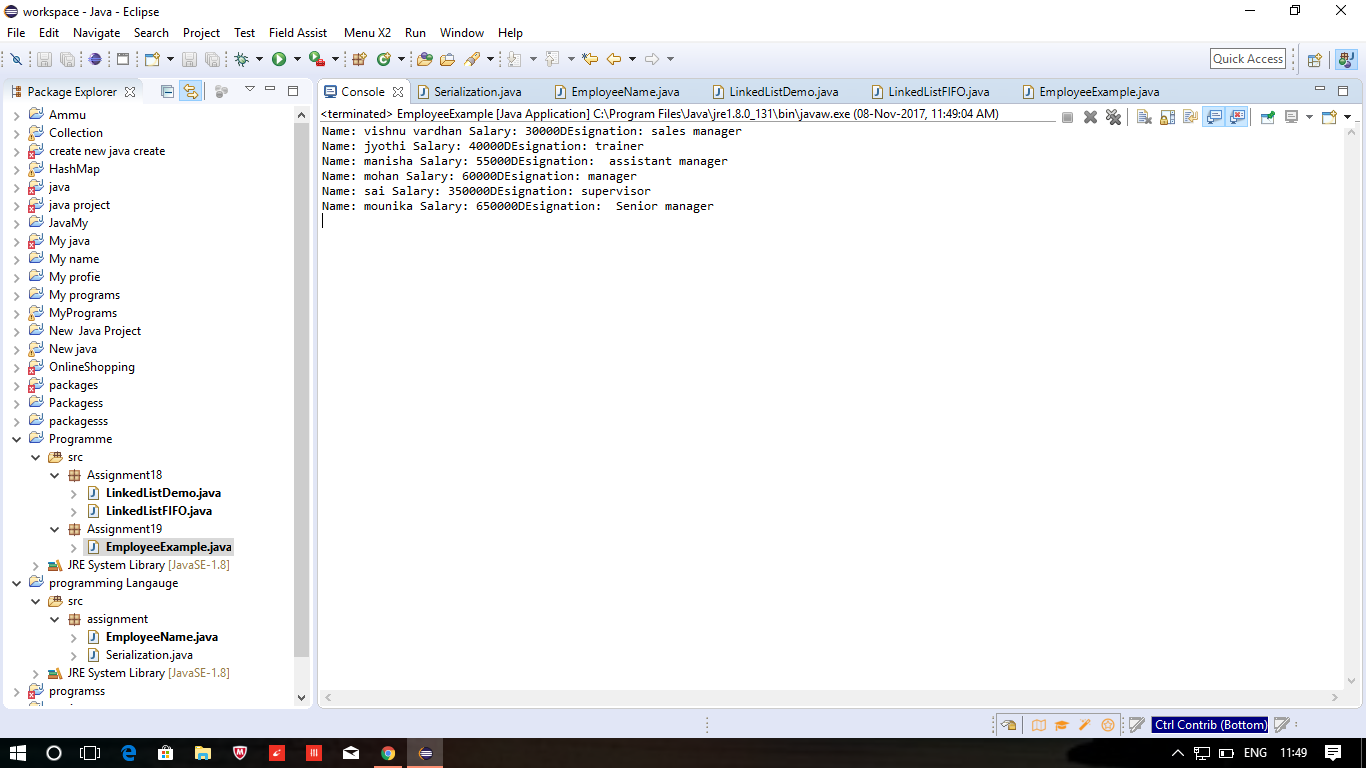 workspace - Java - Eclipse
File Edit Navigate Search Project Test Field Assist Menu X2 Run Window Help
Quick Access
Package Explorer
Ammu
Collection
create new java create
HashMap
java
java project
JavaMy
My java
My name
My profie
My programs
MyPrograms
New  Java Project
New java
OnlineShopping
packages
Packagess
packagesss
Programme
src
Assignment18
LinkedListDemo.java
LinkedListFIFO.java
Assignment19
EmployeeExample.java
JRE System Library [JavaSE-1.8]
programming Langauge
src
assignment
EmployeeName.java
Serialization.java
JRE System Library [JavaSE-1.8]
programss
Console Serialization.java EmployeeName.java LinkedListDemo.java LinkedListFIFO.java EmployeeExample.java
<terminated> EmployeeExample [Java Application] C:\Program Files\Java\jre1.8.0_131\bin\javaw.exe (08-Nov-2017, 11:49:04 AM)
Name: vishnu vardhan Salary: 30000DEsignation: sales manager
Name: jyothi Salary: 40000DEsignation: trainer
Name: manisha Salary: 55000DEsignation:  assistant manager
Name: mohan Salary: 60000DEsignation: manager
Name: sai Salary: 350000DEsignation: supervisor
Name: mounika Salary: 650000DEsignation:  Senior manager
Ctrl Contrib (Bottom)
ENG 11:49